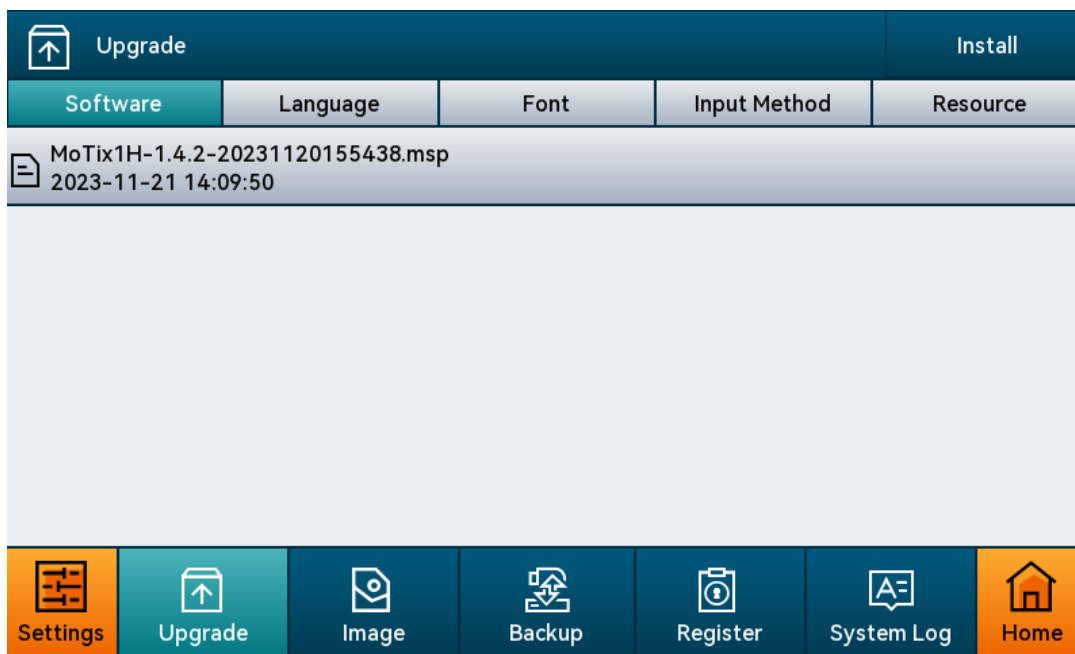 Upgrade Install
Software Language Font Input Method Resource
MoTix1H-1.4.2-20231120155438.msp
2023-11-21 14:09:50
Settings Upgrade Image Backup Register System Log Home